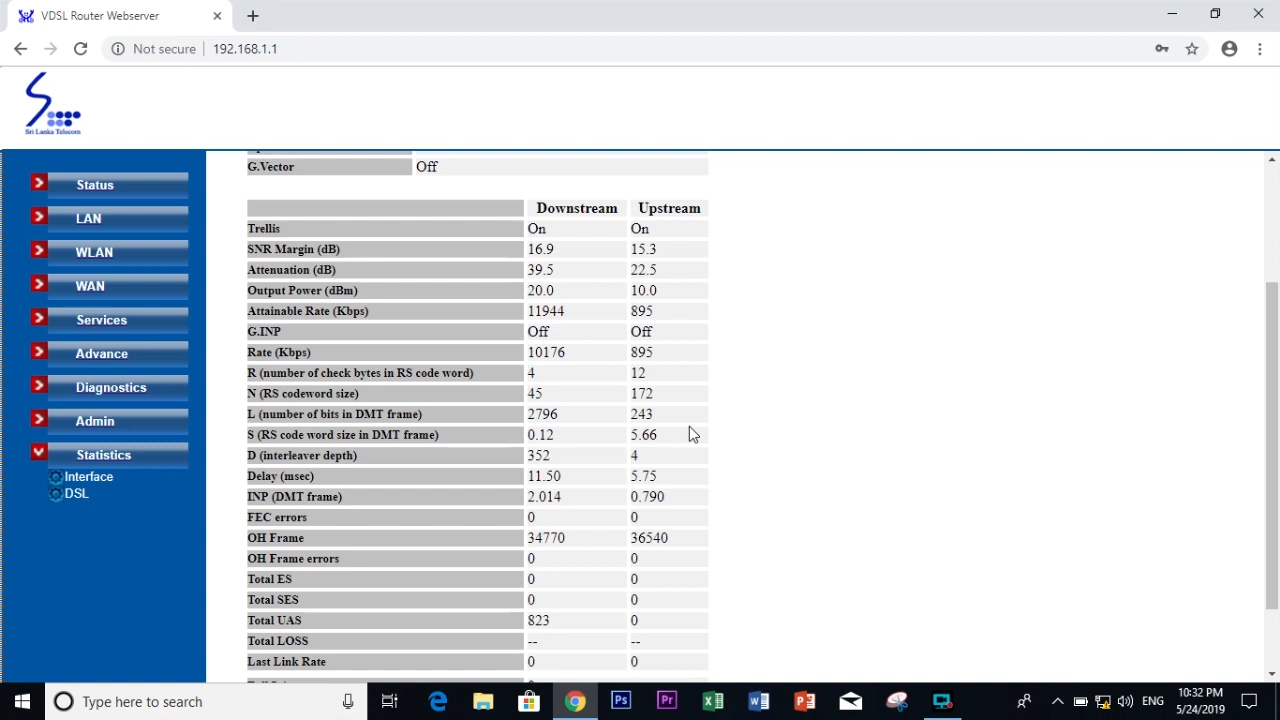 VDSL Router Webserver
Not secure 192.168.1.1
Sri Lanka Telecom
Status
LAN
WLAN
WAN
Services
Advance
Diagnostics
Admin
Statistics
Interface
DSL
G.Vector Off
Downstream Upstream
Trellis On On
SNR Margin (dB) 16.9 15.3
Attenuation (dB) 39.5 22.5
Output Power (dBm) 20.0 10.0
Attainable Rate (Kbps) 11944 895
G.INP Off Off
Rate (Kbps) 10176 895
R (number of check bytes in RS code word) 4 12
N (RS codeword size) 45 172
L (number of bits in DMT frame) 2796 243
S (RS code word size in DMT frame) 0.12 5.66
D (interleaver depth) 352 4
Delay (msec) 11.50 5.75
INP (DMT frame) 2.014 0.790
FEC errors 0 0
OH Frame 34770 36540
OH Frame errors 0 0
Total ES 0 0
Total SES 0 0
Total UAS 823 0
Total LOSS -- --
Last Link Rate 0 0
Type here to search
Ps
Pr
ENG
10:32 PM
5/24/2019